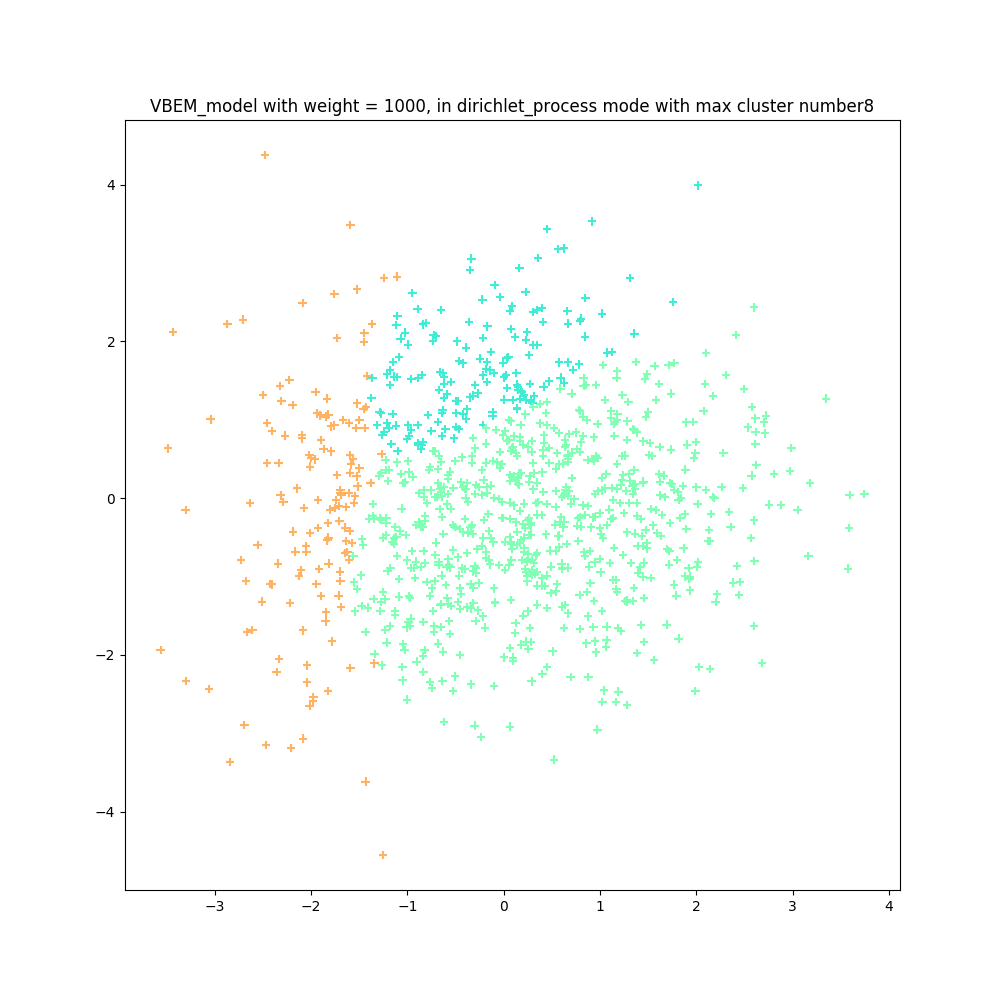 VBEM_model with weight = 1000, in dirichlet_process mode with max cluster number8
4
2
0
−2
−4
−3 −2 −1 0 1 2 3 4